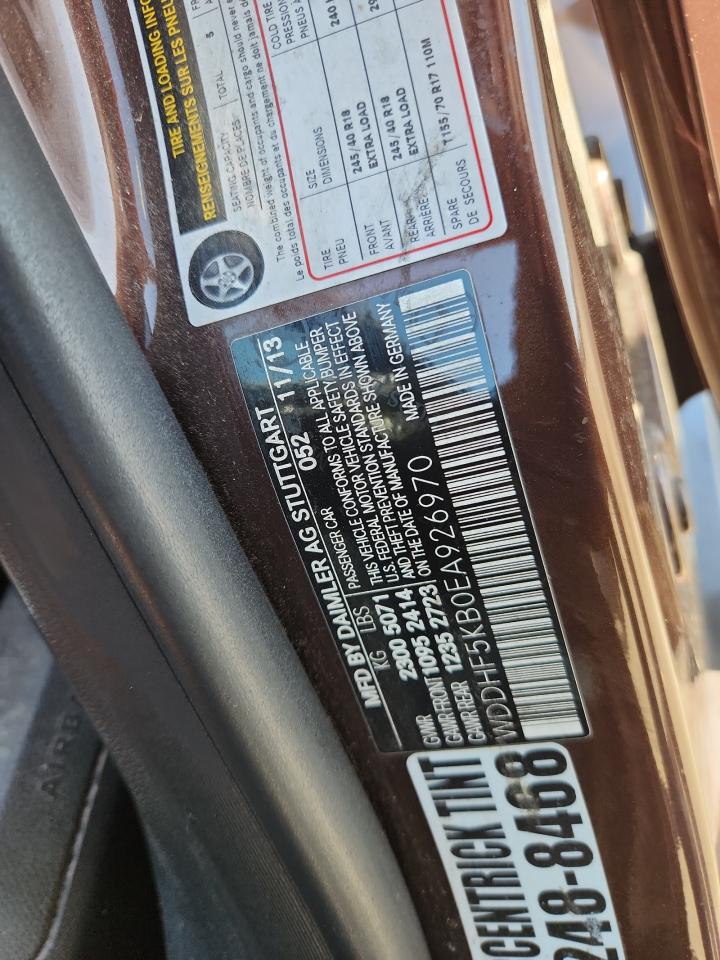 TIRE AND LOADING INFO
RENSEIGNEMENTS SUR LES PNEU
SEATING CAPACITY
NOMBRE DE PLACES
TOTAL 5
The combined weight of occupants and cargo should never
Le poids total des occupants et du chargement ne doit jamais
TIRE
PNEU
SIZE
DIMENSIONS
COLD TI
PRESSION
PNEUS A
FRONT
AVANT
245/40 R18
EXTRA LOAD
240
REAR
ARRIÈRE
245/40 R18
EXTRA LOAD
SPARE
DE SECOURS
T155/70 R17 110M
MFD BY DAIMLER AG STUTTGART
052 11/13
KG LBS
GVWR 2300 5071
GAWR FRONT 1095 2414
GAWR REAR 1235 2723
PASSENGER CAR
THIS VEHICLE CONFORMS TO ALL APPLICABLE
FEDERAL MOTOR VEHICLE SAFETY BUMPER
U.S. THEFT PREVENTION STANDARDS IN EFFECT
AND THE DATE OF MANUFACTURE SHOWN ABOVE
ON
MADE IN GERMANY
WDDHF5KB0EA926970
CENTRICK TINT
248-8468
AIRB